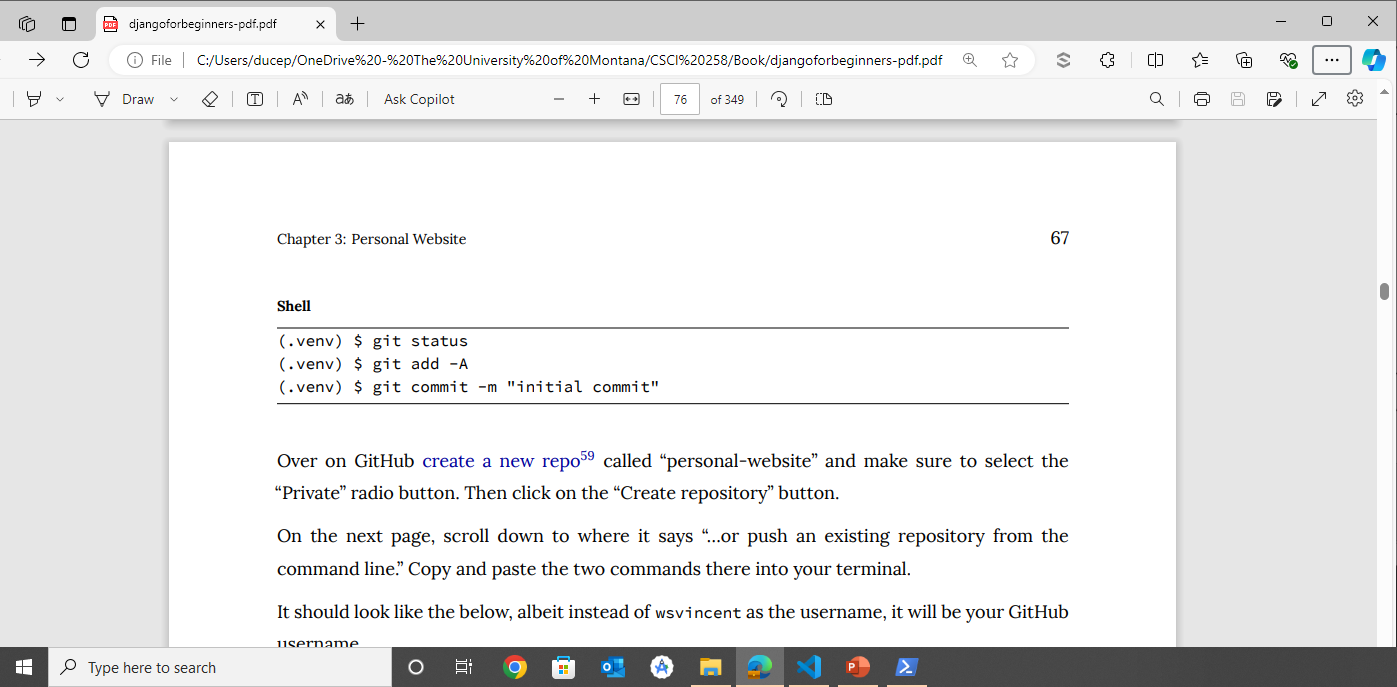 djangoforbeginners-pdf.pdf
File C:/Users/ducep/OneDrive%20-%20The%20University%20of%20Montana/CSCI%20258/Book/djangoforbeginners-pdf.pdf
Draw Ask Copilot 76 of 349
Chapter 3: Personal Website 67
Shell
(.venv) $ git status
(.venv) $ git add -A
(.venv) $ git commit -m "initial commit"
Over on GitHub create a new repo59 called “personal-website” and make sure to select the
“Private” radio button. Then click on the “Create repository” button.
On the next page, scroll down to where it says “…or push an existing repository from the
command line.” Copy and paste the two commands there into your terminal.
It should look like the below, albeit instead of wsvincent as the username, it will be your GitHub
username
Type here to search